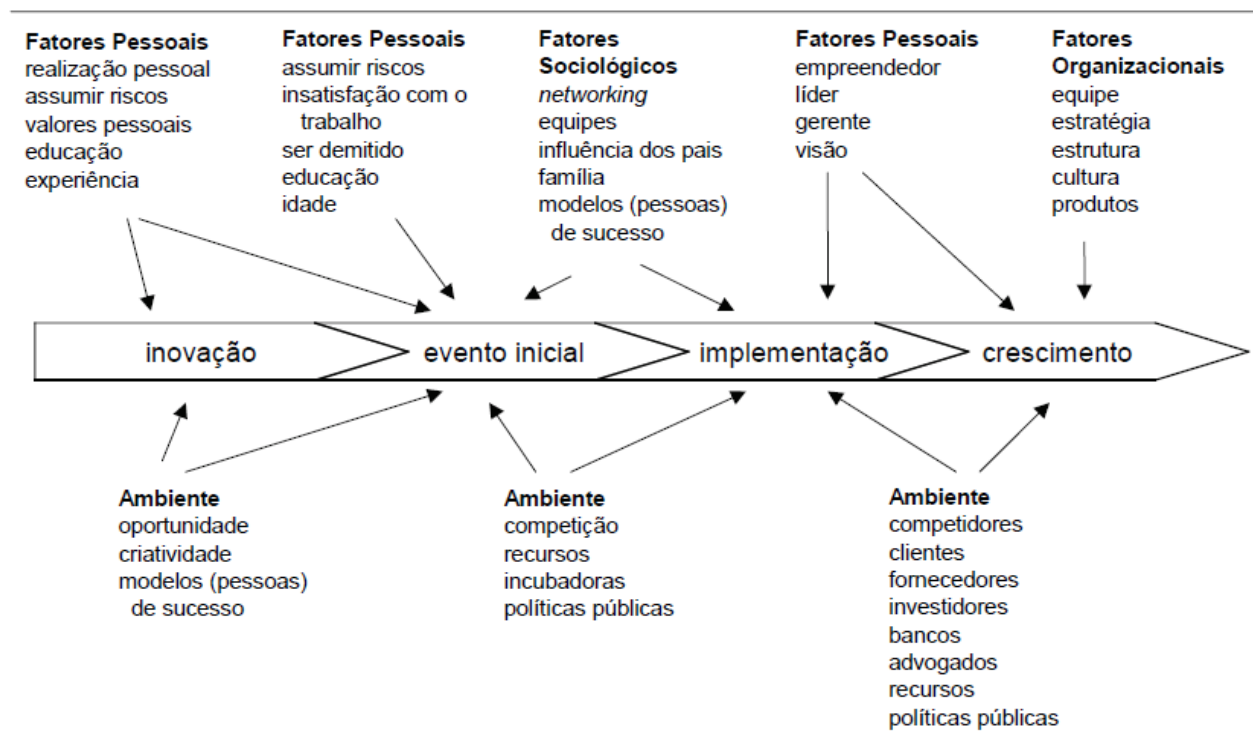 Fatores Pessoais
realização pessoal
assumir riscos
valores pessoais
educação
experiência
Fatores Pessoais
assumir riscos
insatisfação com o
trabalho
ser demitido
educação
idade
Fatores
Sociológicos
networking
equipes
influência dos pais
família
modelos (pessoas)
de sucesso
Fatores Pessoais
empreendedor
líder
gerente
visão
Fatores
Organizacionais
equipe
estratégia
estrutura
cultura
produtos
inovação
evento inicial
implementação
crescimento
Ambiente
oportunidade
criatividade
modelos (pessoas)
de sucesso
Ambiente
competição
recursos
incubadoras
políticas públicas
Ambiente
competidores
clientes
fornecedores
investidores
bancos
advogados
recursos
políticas públicas